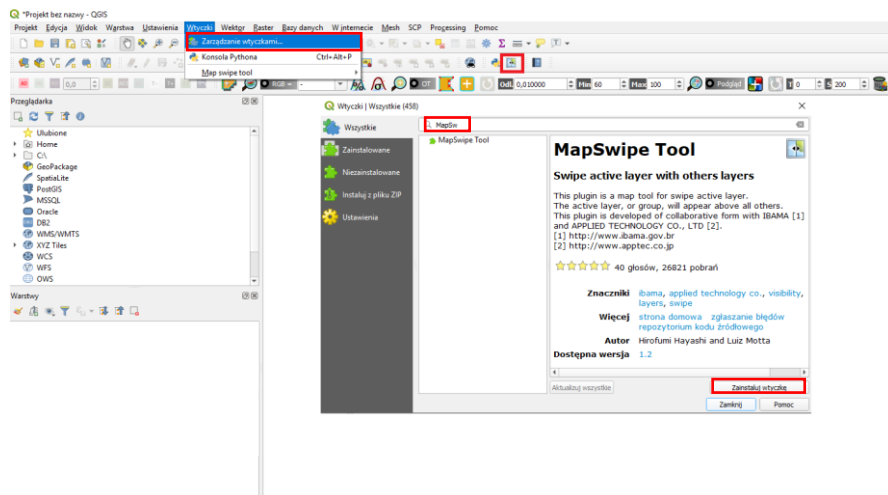 *Projekt bez nazwy - QGIS
Projekt Edycja Widok Warstwa Ustawienia Wtyczki Wektor Raster Bazy danych W internecie Mesh SCP Processing Pomoc
Zarządzanie wtyczkami...
Konsola Pythona Ctrl+Alt+P
Map swipe tool
0,0
RGB = -
OT
Odl. 0,010000
Min 60
Max 100
Podgląd
T 0
S 200
Przeglądarka
Ulubione
Home
C:\
GeoPackage
SpatiaLite
PostGIS
MSSQL
Oracle
DB2
WMS/WMTS
XYZ Tiles
WCS
WFS
OWS
Warstwy
Wtyczki | Wszystkie (458)
Wszystkie
Zainstalowane
Niezainstalowane
Instaluj z pliku ZIP
Ustawienia
MapSw
MapSwipe Tool
MapSwipe Tool
Swipe active layer with others layers
This plugin is a map tool for swipe active layer.
The active layer, or group, will appear above all others.
This plugin is developed of collaborative form with IBAMA [1]
and APPLIED TECHNOLOGY CO., LTD [2].
[1] http://www.ibama.gov.br
[2] http://www.apptec.co.jp
40 głosów, 26821 pobrań
Znaczniki ibama, applied technology co., visibility,
layers, swipe
Więcej strona domowa zgłaszanie błędów
repozytorium kodu źródłowego
Autor Hirofumi Hayashi and Luiz Motta
Dostępna wersja 1.2
Aktualizuj wszystkie
Zainstaluj wtyczkę
Zamknij
Pomoc